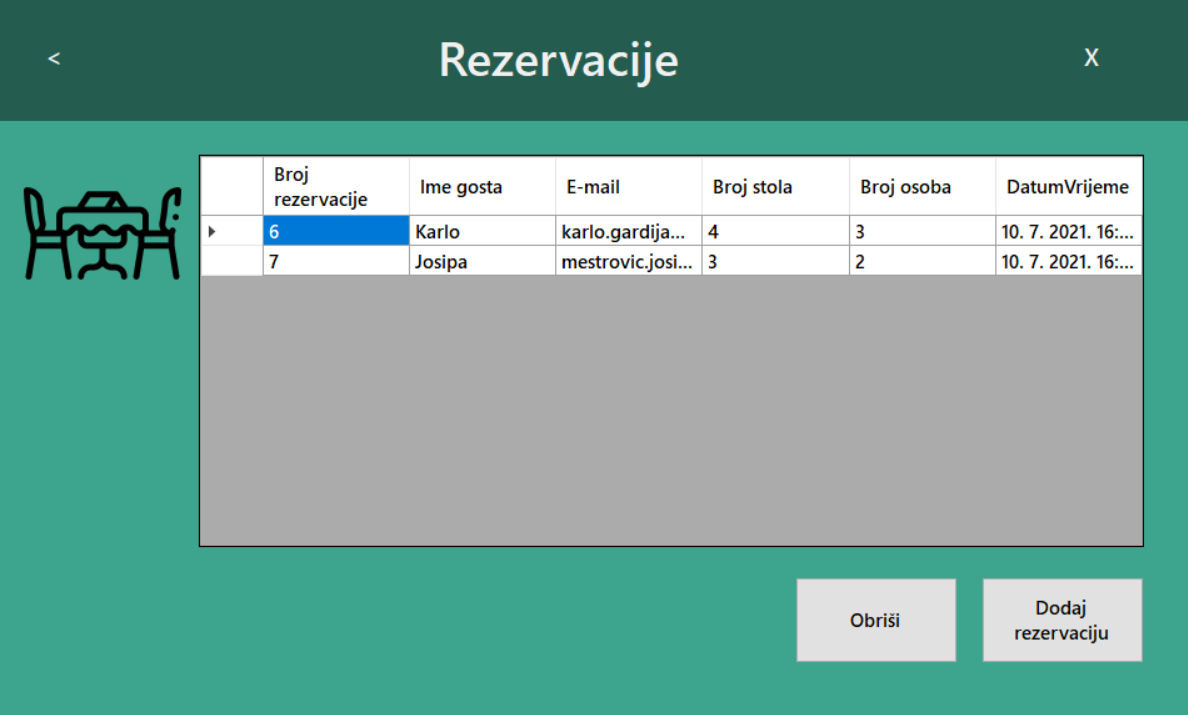 < Rezervacije X
Broj rezervacije Ime gosta E-mail Broj stola Broj osoba DatumVrijeme
6 Karlo karlo.gardija... 4 3 10. 7. 2021. 16:...
7 Josipa mestrovic.josi... 3 2 10. 7. 2021. 16:...
Obriši
Dodaj
rezervaciju